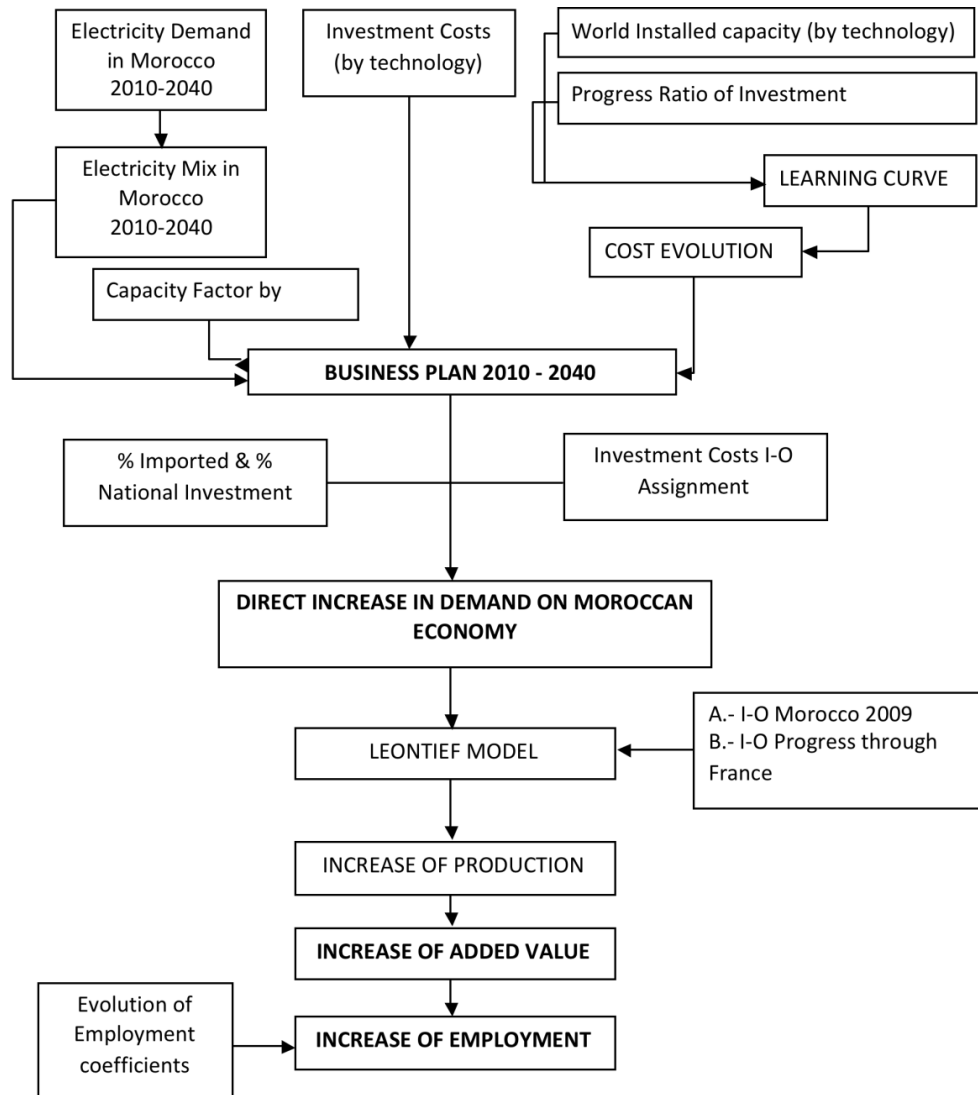 Electricity Demand
in Morocco
2010-2040
Investment Costs
(by technology)
World Installed capacity (by technology)
Progress Ratio of Investment
Electricity Mix in
Morocco
2010-2040
LEARNING CURVE
COST EVOLUTION
Capacity Factor by
BUSINESS PLAN 2010 - 2040
% Imported & %
National Investment
Investment Costs I-O
Assignment
DIRECT INCREASE IN DEMAND ON MOROCCAN
ECONOMY
LEONTIEF MODEL
A.- I-O Morocco 2009
B.- I-O Progress through
France
INCREASE OF PRODUCTION
INCREASE OF ADDED VALUE
Evolution of
Employment
coefficients
INCREASE OF EMPLOYMENT